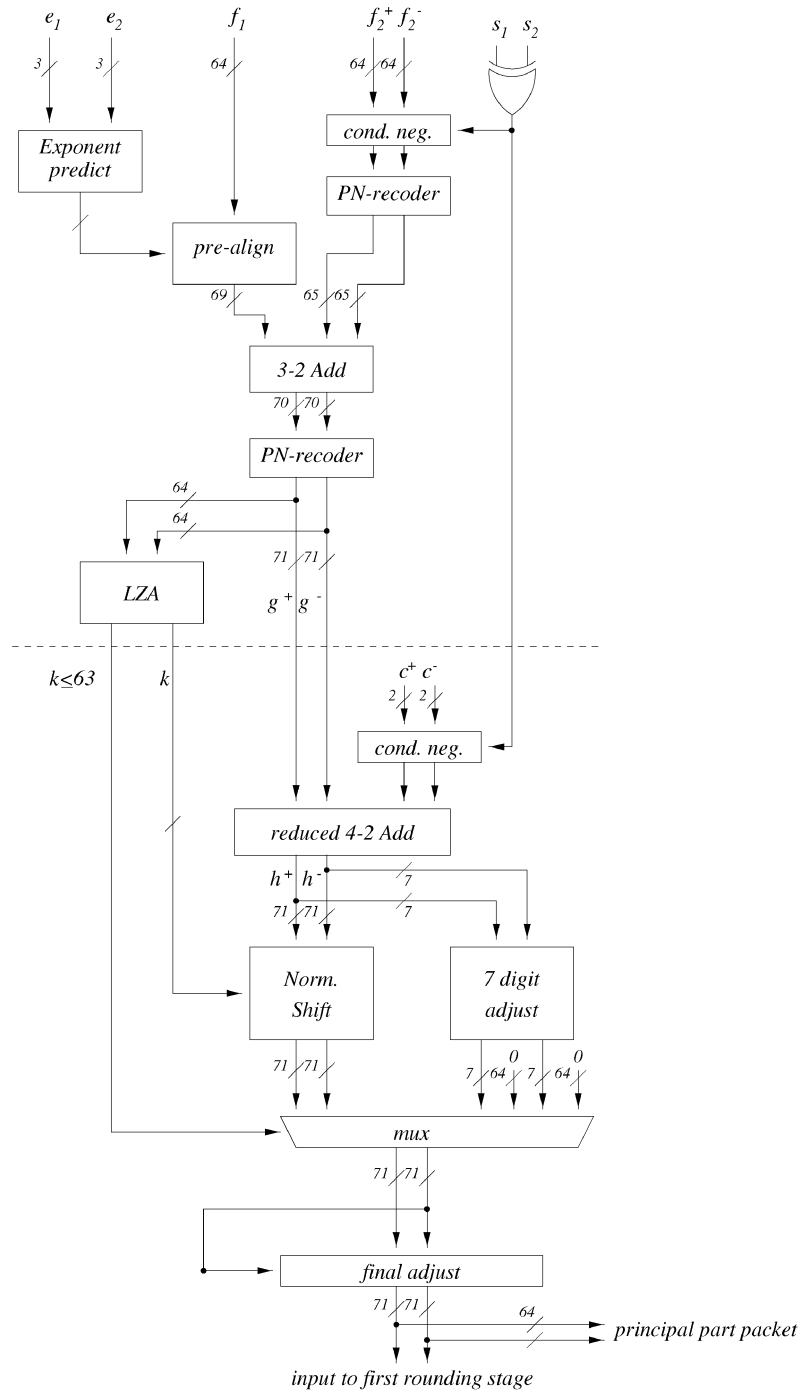 e1 e2 f1 f2+ f2- s1 s2
3 3 64 64 64
cond. neg.
Exponent
predict
PN-recoder
pre-align
69 65 65
3-2 Add
70 70
PN-recoder
64
64
71 71
LZA
g+ g-
k≤63 k
c+ c-
2 2
cond. neg.
reduced 4-2 Add
h+ h-
7
7
71 71
Norm.
Shift
7 digit
adjust
0 0
71 71 7 64 7 64
mux
71 71
final adjust
71 71 64
principal part packet
input to first rounding stage